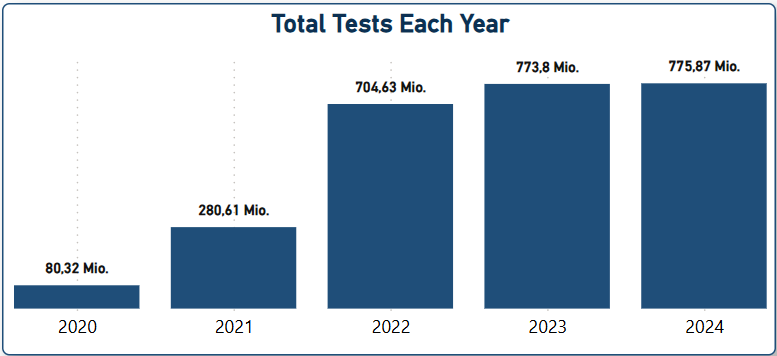 Total Tests Each Year
80,32 Mio.
280,61 Mio.
704,63 Mio.
773,8 Mio.
775,87 Mio.
2020
2021
2022
2023
2024